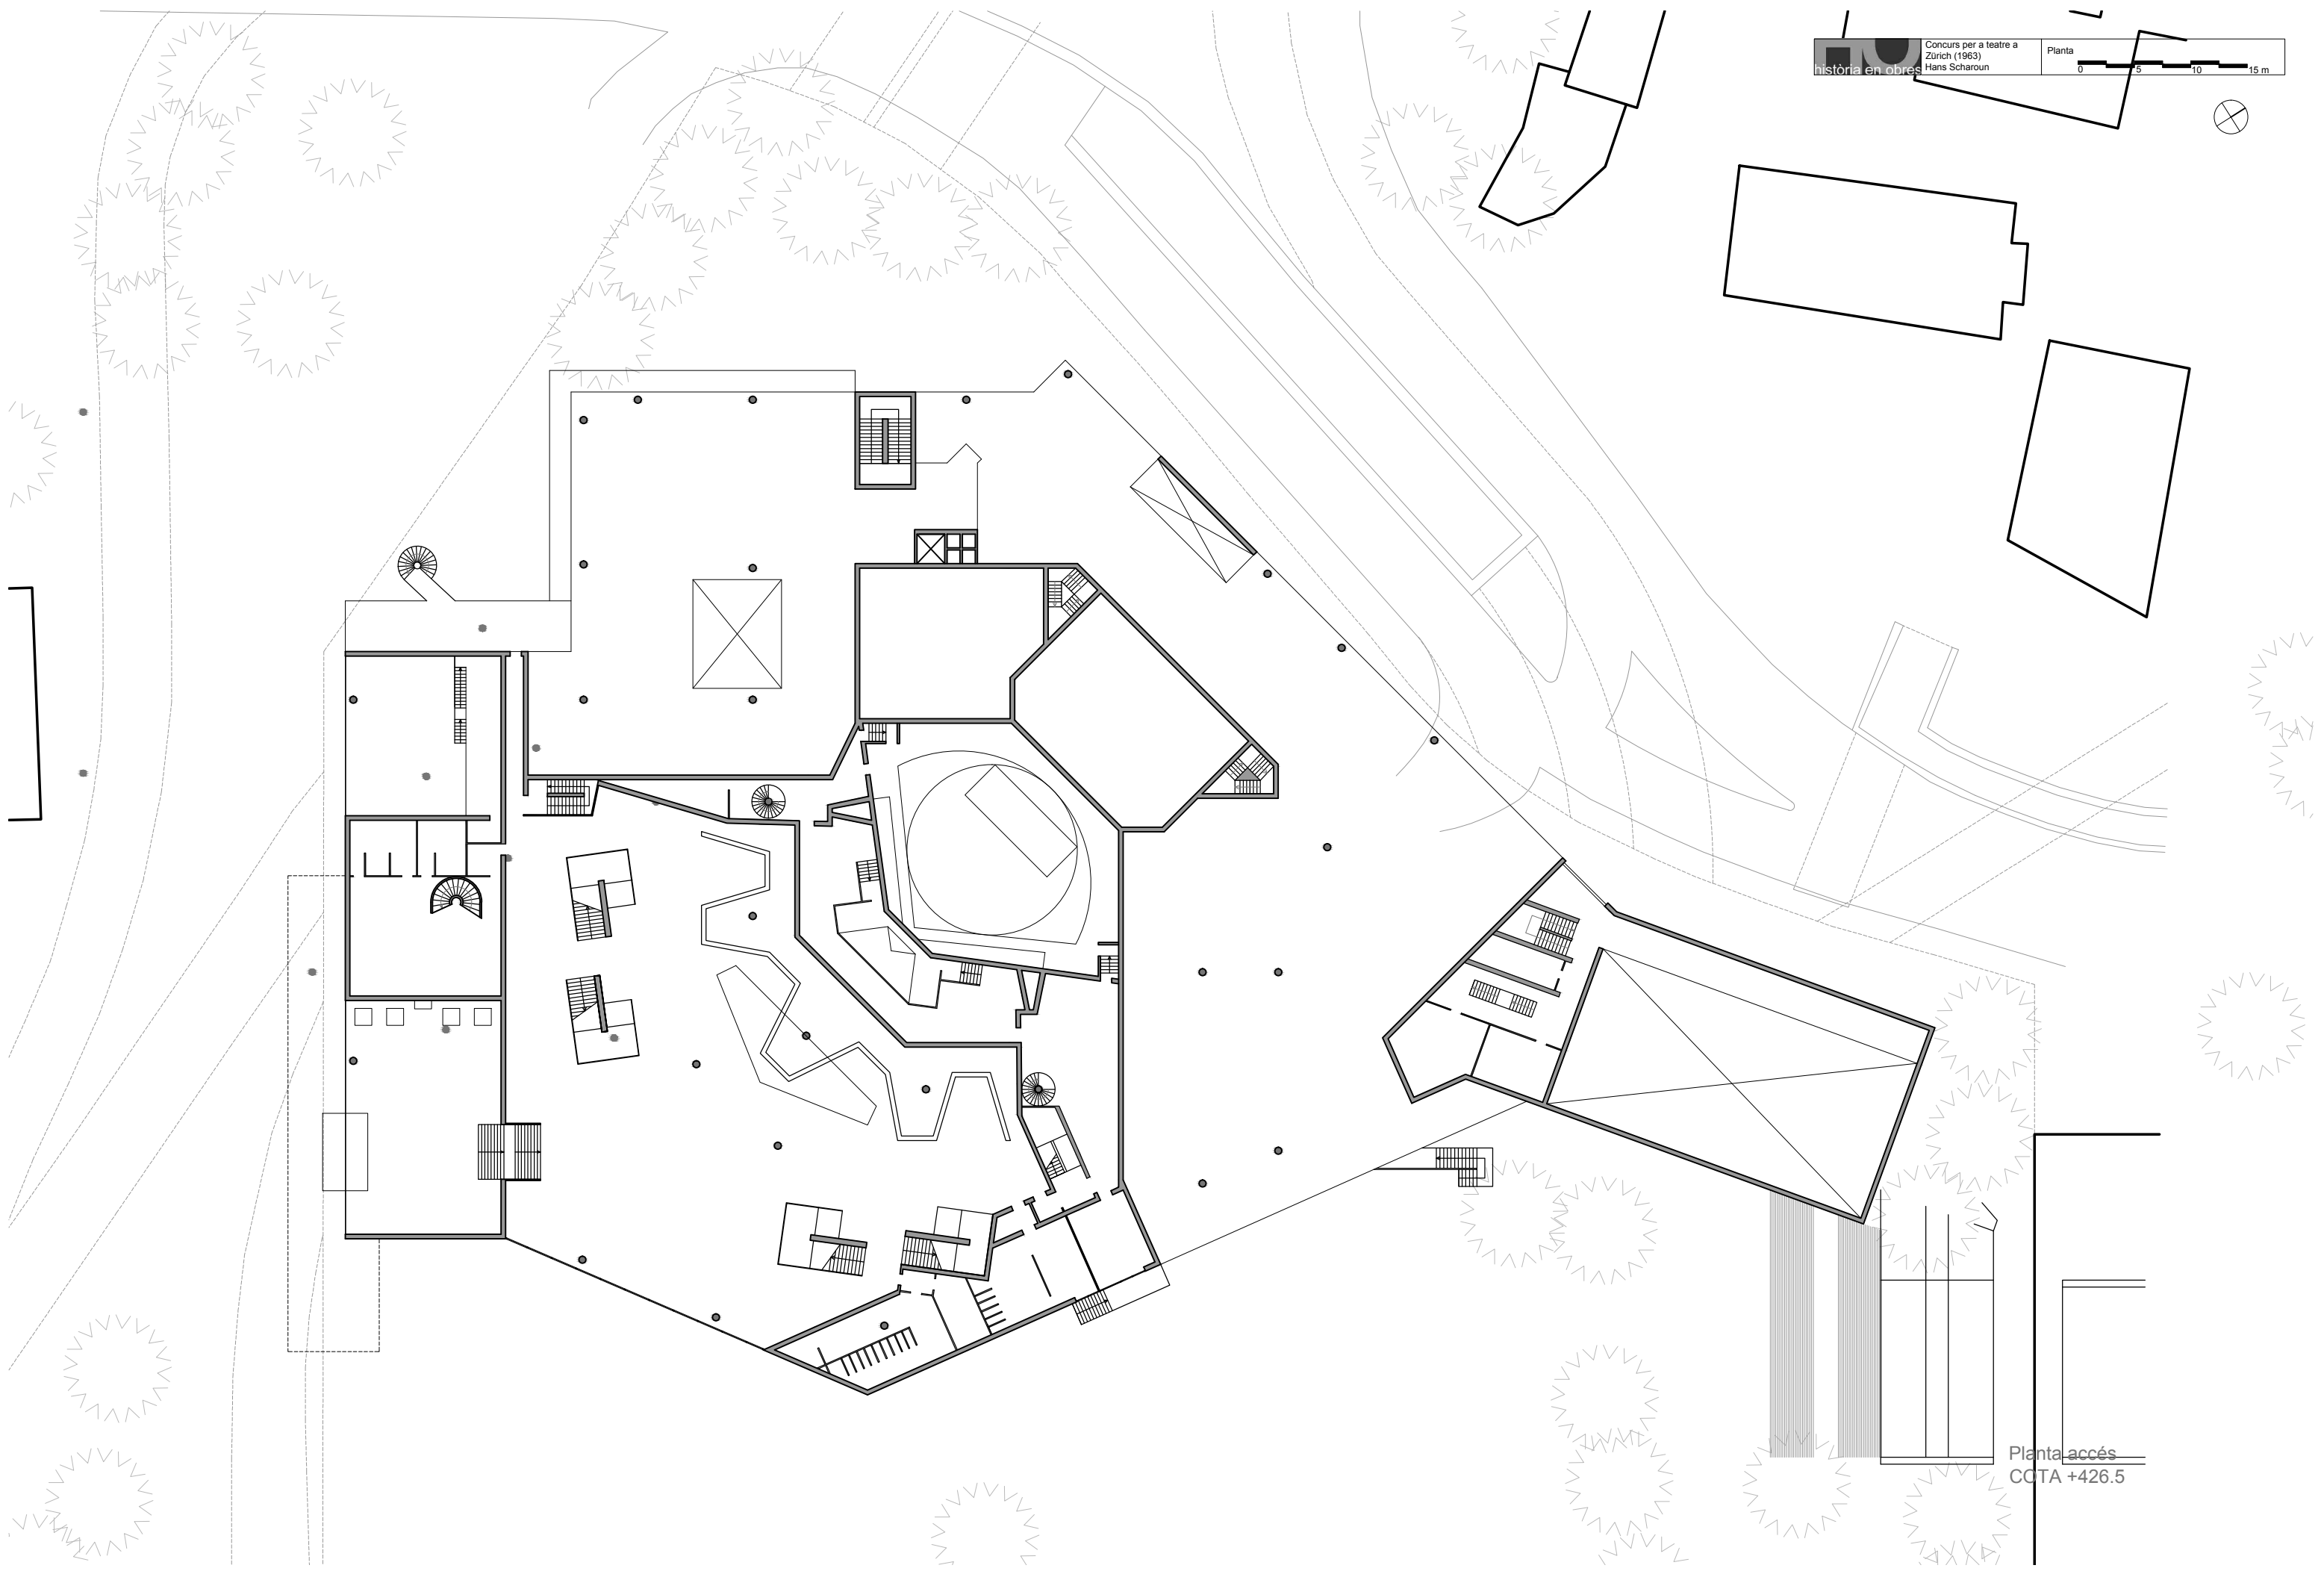 història en obres
Concurs per a teatre a
Zürich (1963)
Hans Scharoun
Planta
0 5 10 15 m
Planta accés
COTA +426.5